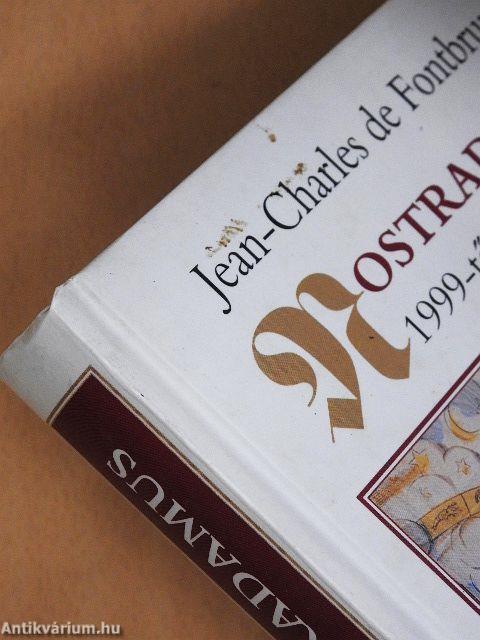 Jean-Charles de Fontbru
NOSTRAD
1999-t
ADAMUS
Antikvárium.hu